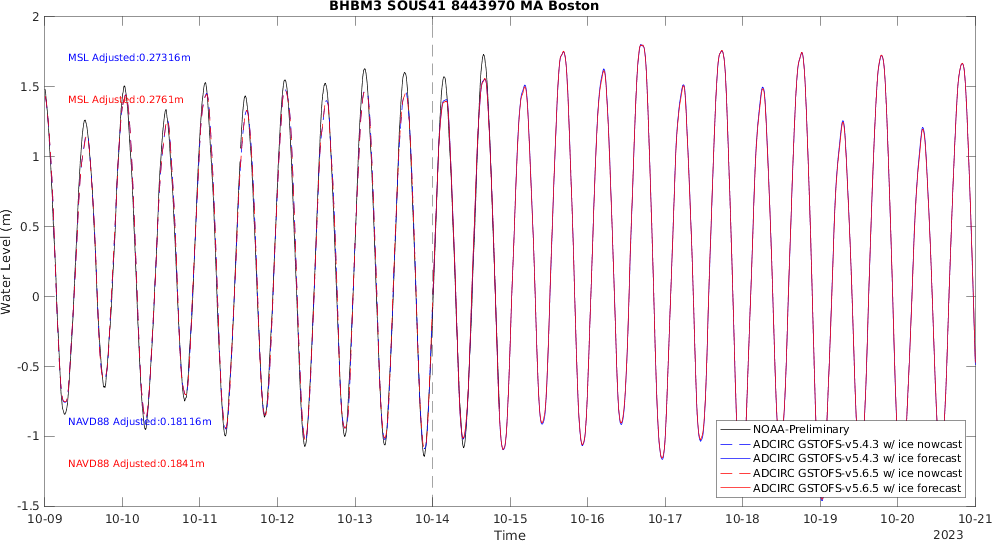 BHBM3 SOUS41 8443970 MA Boston
2
1.5
1
0.5
0
-0.5
-1
-1.5
Water Level (m)
MSL Adjusted:0.27316m
MSL Adjusted:0.2761m
NAVD88 Adjusted:0.18116m
NAVD88 Adjusted:0.1841m
NOAA-Preliminary
ADCIRC GSTOFS-v5.4.3 w/ ice nowcast
ADCIRC GSTOFS-v5.4.3 w/ ice forecast
ADCIRC GSTOFS-v5.6.5 w/ ice nowcast
ADCIRC GSTOFS-v5.6.5 w/ ice forecast
10-09 10-10 10-11 10-12 10-13 10-14 10-15 10-16 10-17 10-18 10-19 10-20 10-21
Time
2023